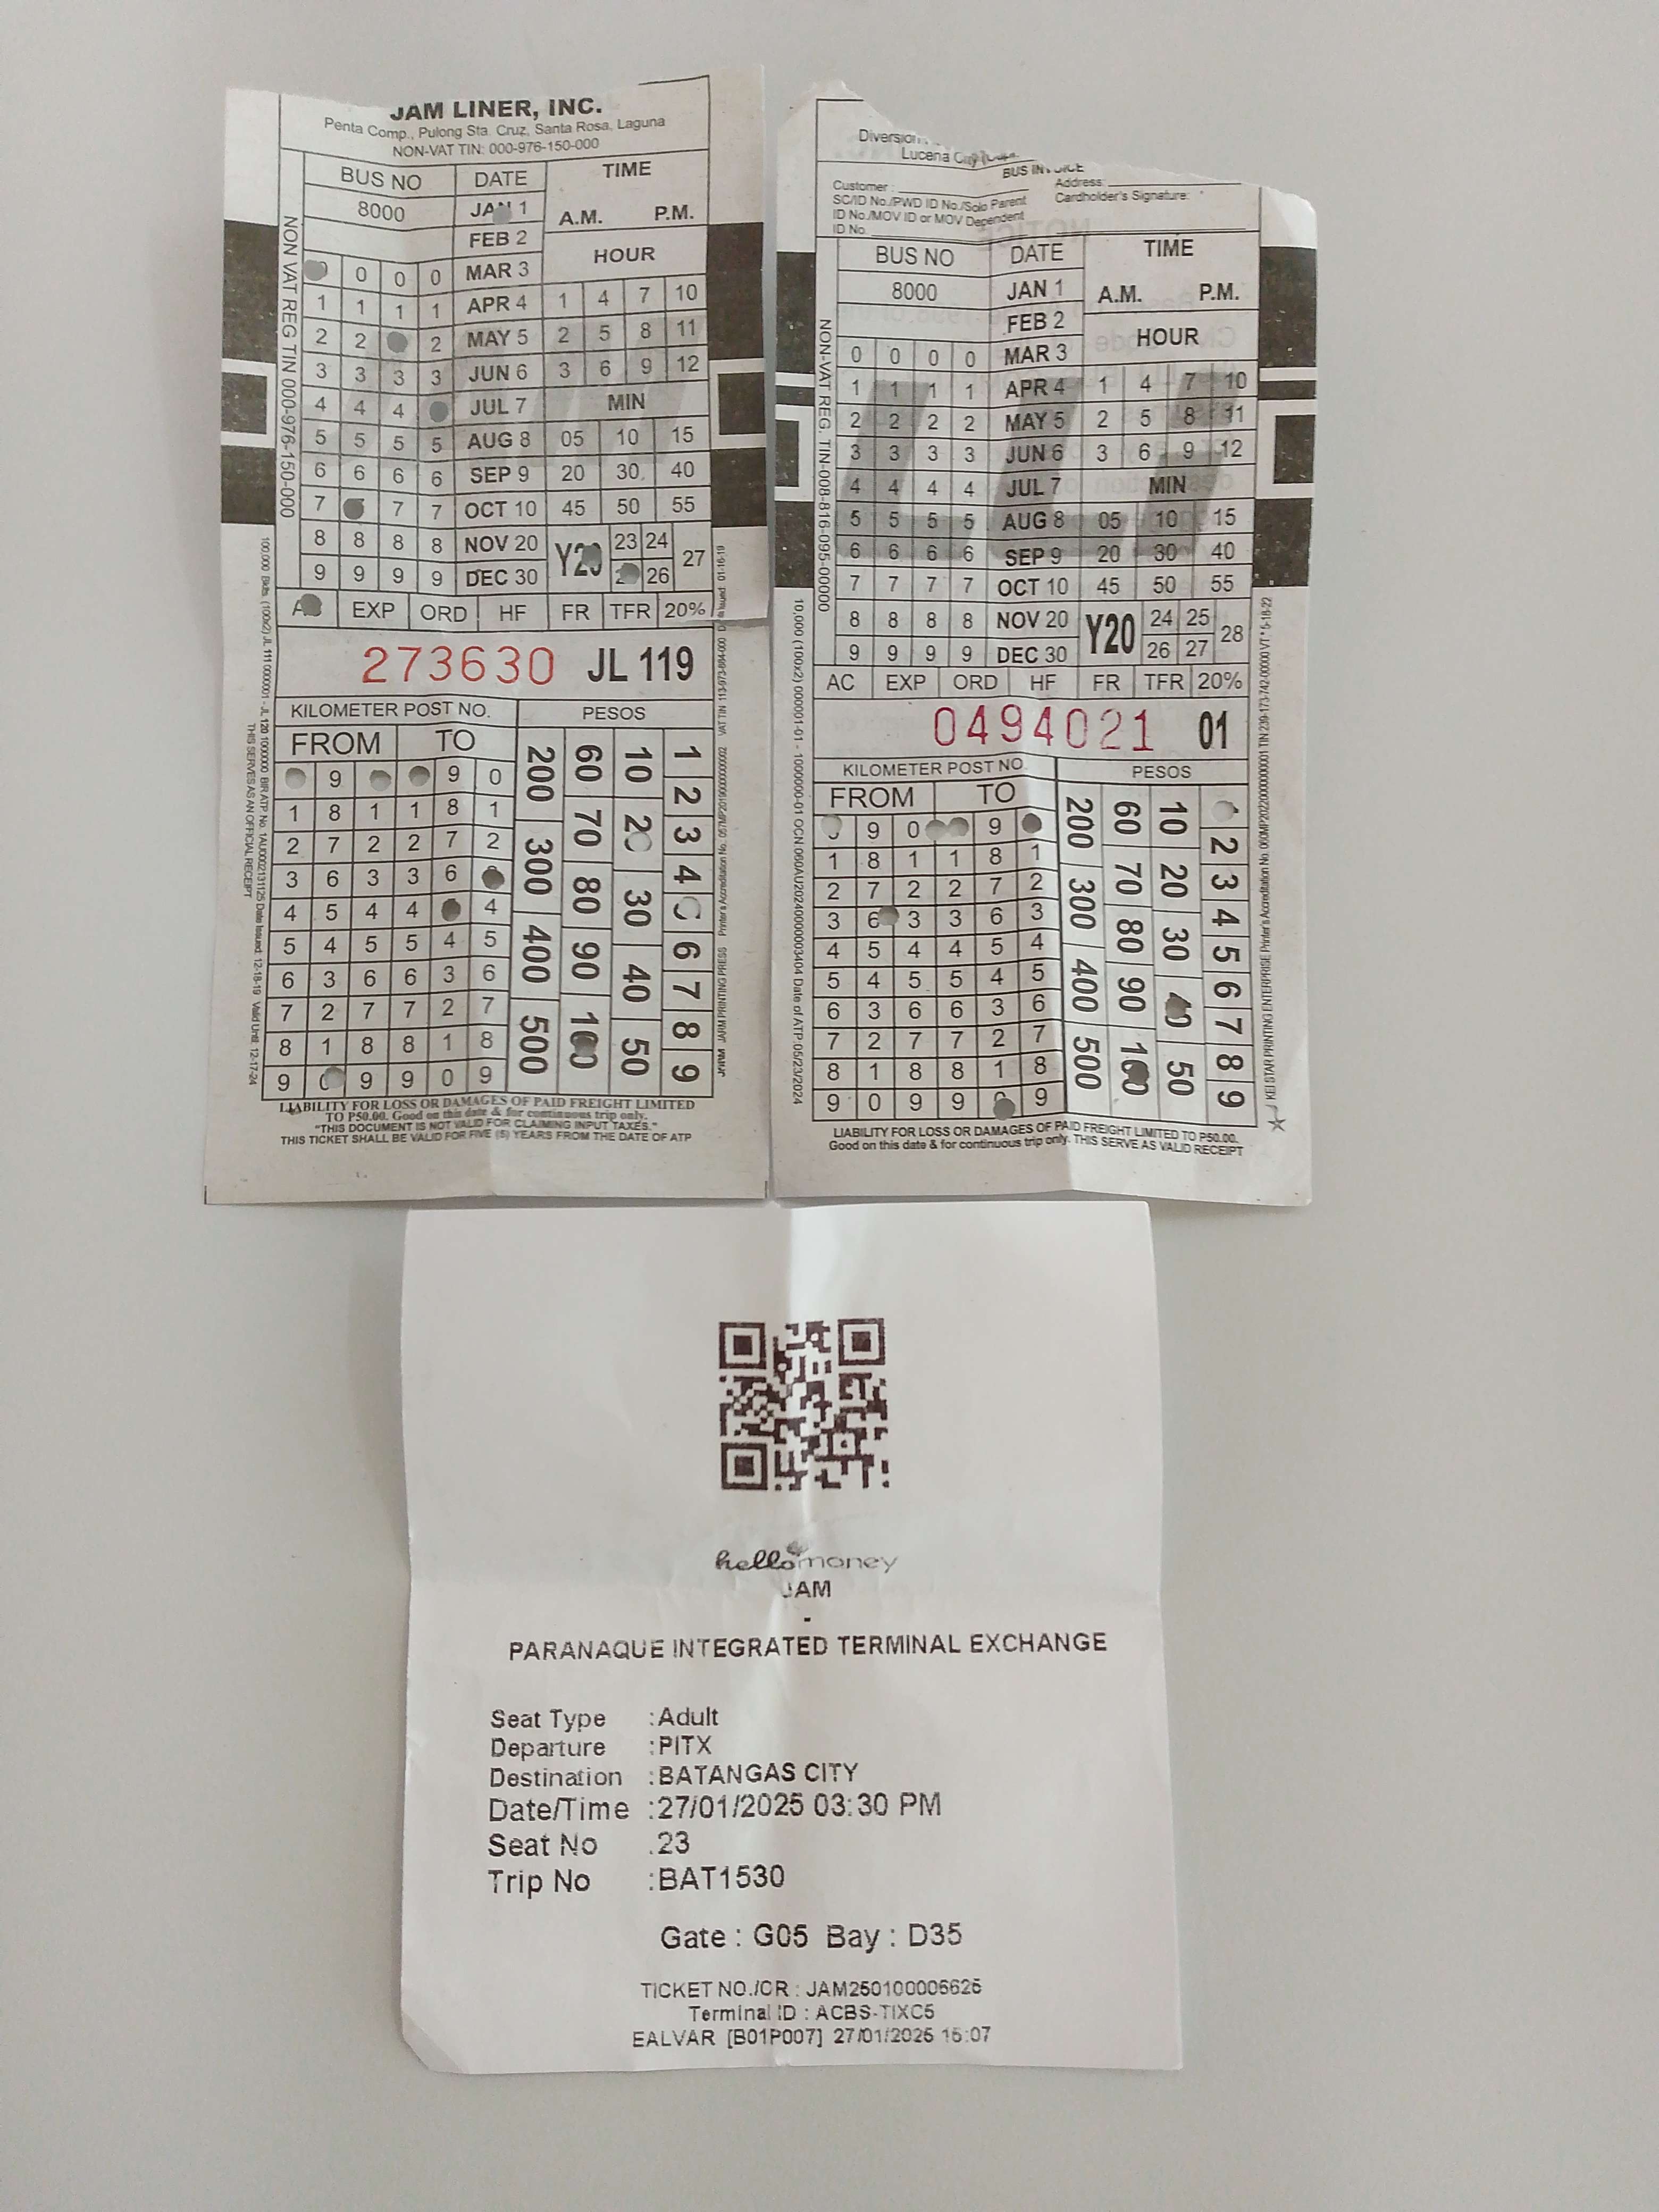 JAM LINER, INC.
Penta Comp., Pulong Sta. Cruz, Santa Rosa, Laguna
NON-VAT TIN: 000-976-150-000
BUS NO DATE TIME
8000 JAN 1 A.M. P.M.
FEB 2 HOUR
0 0 0 MAR 3
1 1 1 1 APR 4 1 4 7 10
2 2 2 MAY 5 2 5 8 11
3 3 3 3 JUN 6 3 6 9 12
4 4 4 JUL 7 MIN
5 5 5 5 AUG 8 05 10 15
6 6 6 6 SEP 9 20 30 40
7 7 7 OCT 10 45 50 55
8 8 8 8 NOV 20 Y20 23 24 27
9 9 9 9 DEC 30 26
EXP ORD HF FR TFR 20%
NON VAT REG TIN 000-976-150-000
273630 JL 119
KILOMETER POST NO. PESOS
FROM TO
9 9 0
1 8 1 1 8 1
2 7 2 2 7 2
3 6 3 3 6
4 5 4 4 4
5 4 5 5 4 5
6 3 6 6 3 6
7 2 7 7 2 7
8 1 8 8 1 8
9 9 9 0 9
200 300 400 500
60 70 80 90 100
10 20 30 40 50
1 2 3 4 6 7 8 9
LIABILITY FOR LOSS OR DAMAGES OF PAID FREIGHT LIMITED
TO P50.00. Good on this date & for continuous trip only.
"THIS DOCUMENT IS NOT VALID FOR CLAIMING INPUT TAXES."
THIS TICKET SHALL BE VALID FOR FIVE (5) YEARS FROM THE DATE OF ATP
THIS SERVES AS AN OFFICIAL RECEIPT
Diversion
Lucena City
BUS INVOICE
Customer : Address:
SC/ID No./PWD ID No./Solo Parent Cardholder's Signature:
ID No./MOV ID or MOV Dependent
ID No.
BUS NO DATE TIME
8000 JAN 1 A.M. P.M.
FEB 2 HOUR
0 0 0 0 MAR 3
1 1 1 1 APR 4 1 4 7 10
2 2 2 2 MAY 5 2 5 8 11
3 3 3 3 JUN 6 3 6 9 12
4 4 4 4 JUL 7 MIN
5 5 5 5 AUG 8 05 10 15
6 6 6 6 SEP 9 20 30 40
7 7 7 7 OCT 10 45 50 55
8 8 8 8 NOV 20 Y20 24 25 28
9 9 9 9 DEC 30 26 27
AC EXP ORD HF FR TFR 20%
NON-VAT REG. TIN-008-816-095-00000
0494021 01
KILOMETER POST NO. PESOS
FROM TO
9 0 9
1 8 1 1 8 1
2 7 2 2 7 2
3 6 3 3 6 3
4 5 4 4 5 4
5 4 5 5 4 5
6 3 6 6 3 6
7 2 7 7 2 7
8 1 8 8 1 8
9 0 9 9 9
200 300 400 500
60 70 80 90 100
10 20 30 40 50
2 3 4 5 6 7 8 9
LIABILITY FOR LOSS OR DAMAGES OF PAID FREIGHT LIMITED TO P50.00.
Good on this date & for continuous trip only. THIS SERVE AS VALID RECEIPT
hellomoney
JAM
-
PARANAQUE INTEGRATED TERMINAL EXCHANGE
Seat Type :Adult
Departure :PITX
Destination :BATANGAS CITY
Date/Time :27/01/2025 03:30 PM
Seat No :23
Trip No :BAT1530
Gate : G05 Bay : D35
TICKET NO./CR : JAM250100006626
Terminal ID : ACBS-TIXC5
EALVAR [B01P007] 27/01/2025 15:07